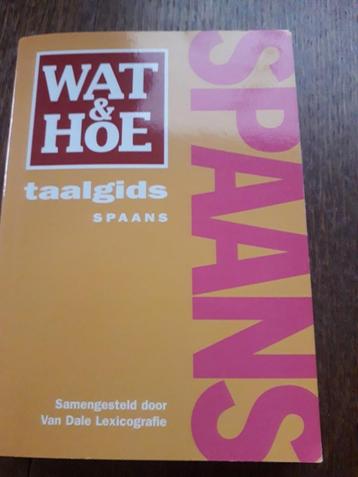 WAT
&
HOE
taalgids
SPAANS
SPAANS
Samengesteld door
Van Dale Lexicografie